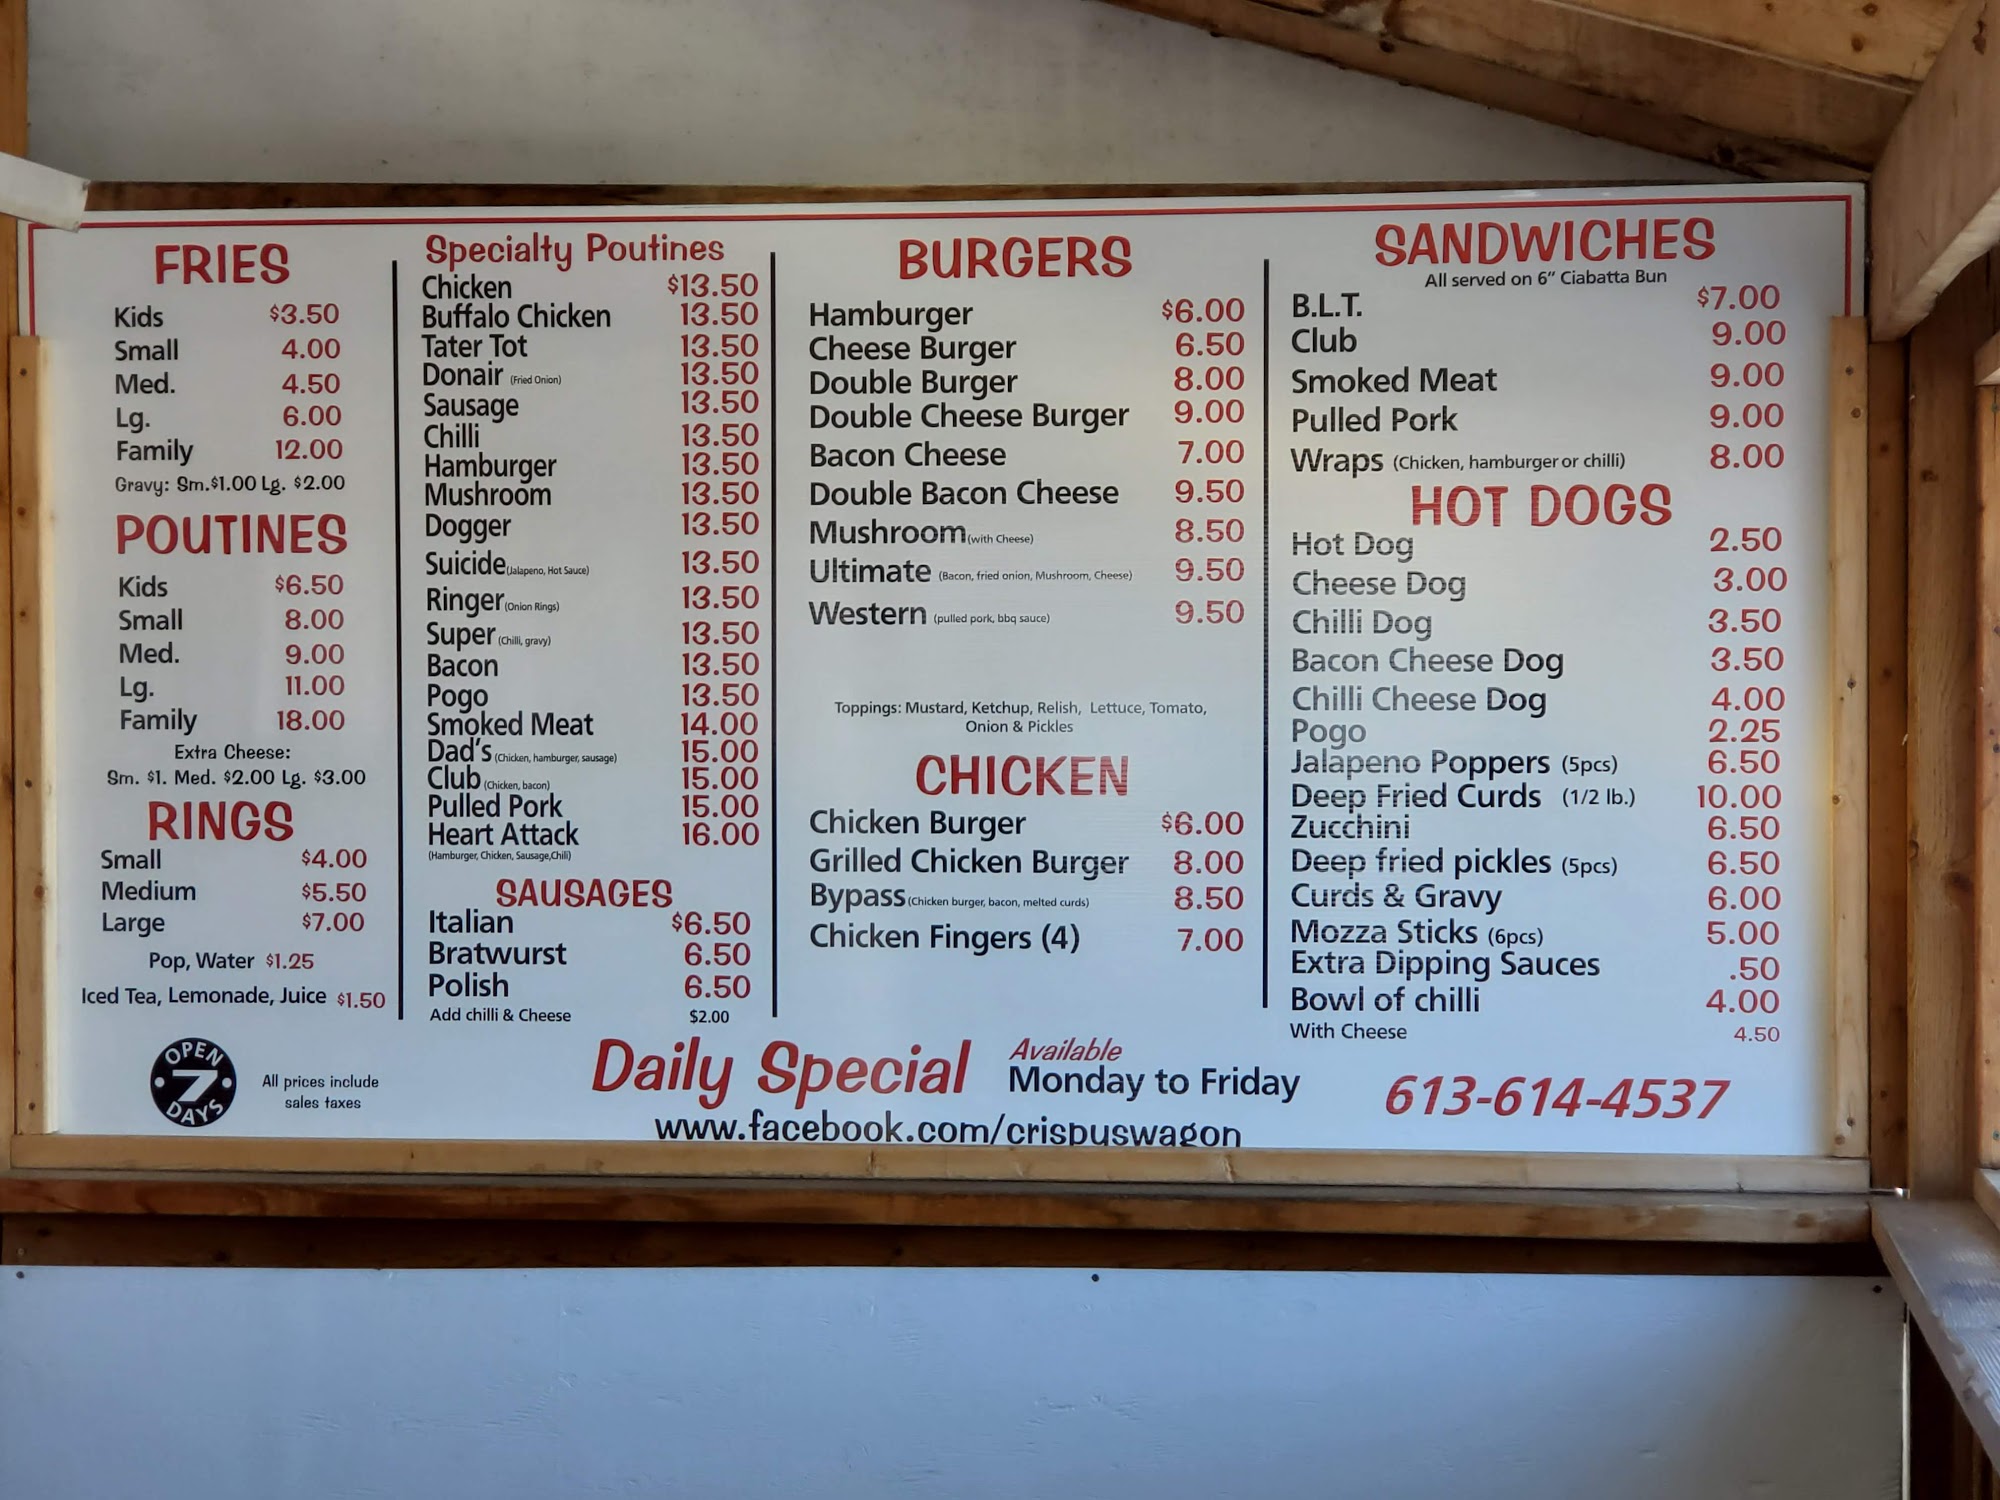 FRIES
Kids $3.50
Small 4.00
Med. 4.50
Lg. 6.00
Family 12.00
Gravy: Sm.$1.00 Lg. $2.00
POUTINES
Kids $6.50
Small 8.00
Med. 9.00
Lg. 11.00
Family 18.00
Extra Cheese:
Sm. $1. Med. $2.00 Lg. $3.00
RINGS
Small $4.00
Medium $5.50
Large $7.00
Pop, Water $1.25
Iced Tea, Lemonade, Juice $1.50
Specialty Poutines
Chicken $13.50
Buffalo Chicken 13.50
Tater Tot 13.50
Donair (Fried Onion) 13.50
Sausage 13.50
Chilli 13.50
Hamburger 13.50
Mushroom 13.50
Dogger 13.50
Suicide (Jalapeno, Hot Sauce) 13.50
Ringer (Onion Rings) 13.50
Super (Chilli, gravy) 13.50
Bacon 13.50
Pogo 13.50
Smoked Meat 14.00
Dad's (Chicken, hamburger, sausage) 15.00
Club (Chicken, bacon) 15.00
Pulled Pork 15.00
Heart Attack 16.00
(Hamburger, Chicken, Sausage,Chili)
SAUSAGES
Italian $6.50
Bratwurst 6.50
Polish 6.50
Add chilli & Cheese $2.00
BURGERS
Hamburger $6.00
Cheese Burger 6.50
Double Burger 8.00
Double Cheese Burger 9.00
Bacon Cheese 7.00
Double Bacon Cheese 9.50
Mushroom (with Cheese) 8.50
Ultimate (Bacon, fried onion, Mushroom, Cheese) 9.50
Western (pulled pork, bbq sauce) 9.50
Toppings: Mustard, Ketchup, Relish, Lettuce, Tomato,
Onion & Pickles
CHICKEN
Chicken Burger $6.00
Grilled Chicken Burger 8.00
Bypass (Chicken burger, bacon, melted curds) 8.50
Chicken Fingers (4) 7.00
SANDWICHES
All served on 6" Ciabatta Bun
B.L.T. $7.00
Club 9.00
Smoked Meat 9.00
Pulled Pork 9.00
Wraps (Chicken, hamburger or chilli) 8.00
HOT DOGS
Hot Dog 2.50
Cheese Dog 3.00
Chilli Dog 3.50
Bacon Cheese Dog 3.50
Chilli Cheese Dog 4.00
Pogo 2.25
Jalapeno Poppers (5pcs) 6.50
Deep Fried Curds (1/2 lb.) 10.00
Zucchini 6.50
Deep fried pickles (5pcs) 6.50
Curds & Gravy 6.00
Mozza Sticks (6pcs) 5.00
Extra Dipping Sauces .50
Bowl of chilli 4.00
With Cheese 4.50
OPEN
7
DAYS
All prices include
sales taxes
Daily Special
Available
Monday to Friday
613-614-4537
www.facebook.com/crispyswagon